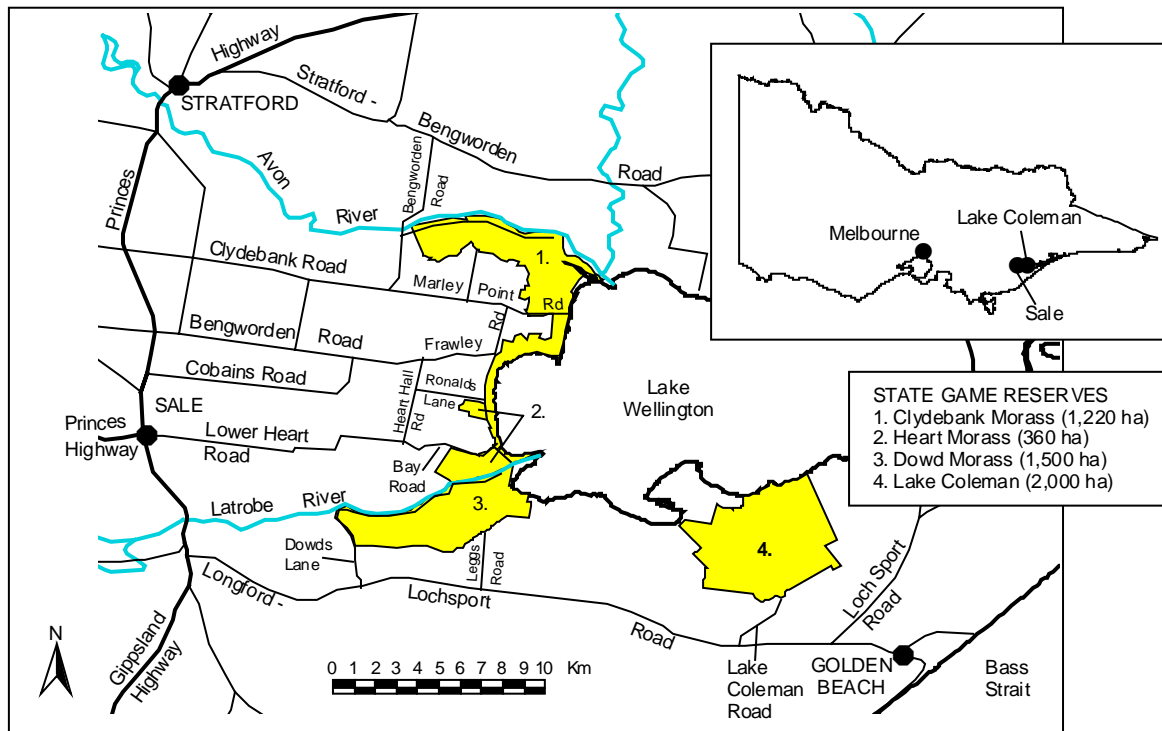 Highway
STRATFORD
Stratford -
Bengworden
Road
Avon
River
Bengworden
Road
Princes
Clydebank Road
1.
Marley
Point
Rd
Bengworden
Road
Frawley
Rd
Cobains Road
Heart Hall
Rd
Ronalds
Lane
2.
Lake
Wellington
SALE
Princes
Highway
Lower Heart
Road
Bay
Road
Latrobe
River
3.
4.
Dowds
Lane
Leggs
Road
Longford -
Lochsport
Road
Gippsland
Highway
N
0 1 2 3 4 5 6 7 8 9 10 Km
Lake
Coleman
Road
Loch Sport
Road
GOLDEN
BEACH
Bass
Strait
Melbourne
Lake Coleman
Sale
STATE GAME RESERVES
1. Clydebank Morass (1,220 ha)
2. Heart Morass (360 ha)
3. Dowd Morass (1,500 ha)
4. Lake Coleman (2,000 ha)